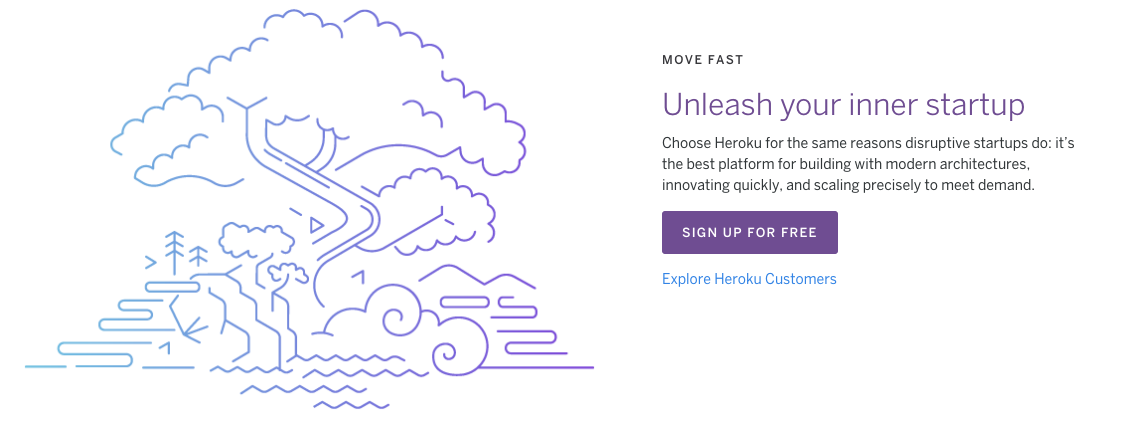 MOVE FAST
Unleash your inner startup
Choose Heroku for the same reasons disruptive startups do: it’s
the best platform for building with modern architectures,
innovating quickly, and scaling precisely to meet demand.
SIGN UP FOR FREE
Explore Heroku Customers